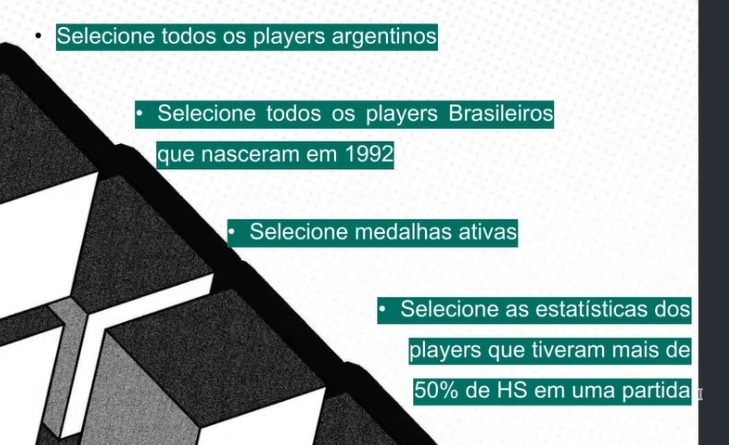 • Selecione todos os players argentinos
• Selecione todos os players Brasileiros
que nasceram em 1992
• Selecione medalhas ativas
• Selecione as estatísticas dos
players que tiveram mais de
50% de HS em uma partida